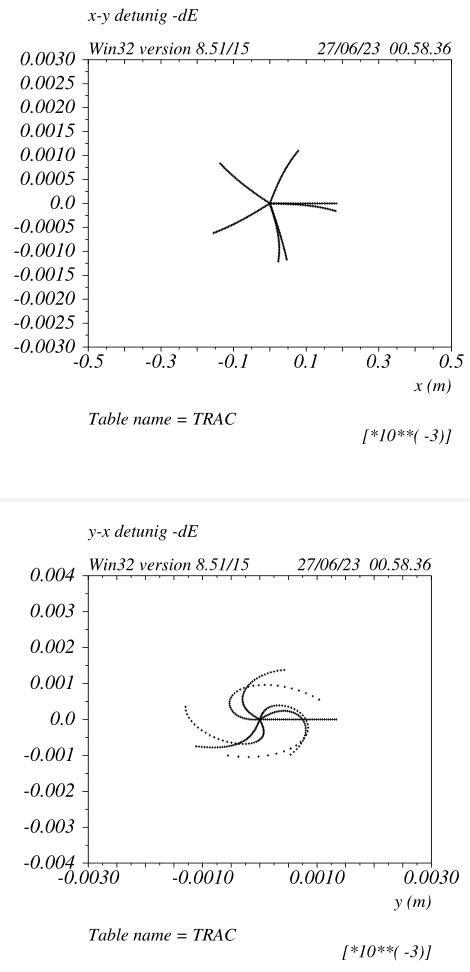 x-y detunig -dE
Win32 version 8.51/15 27/06/23 00.58.36
0.0030
0.0025
0.0020
0.0015
0.0010
0.0005
0.0
-0.0005
-0.0010
-0.0015
-0.0020
-0.0025
-0.0030
-0.5 -0.3 -0.1 0.1 0.3 0.5
x (m)
Table name = TRAC
[*10**( -3)]
y-x detunig -dE
Win32 version 8.51/15 27/06/23 00.58.36
0.004
0.003
0.002
0.001
0.0
-0.001
-0.002
-0.003
-0.004
-0.0030 -0.0010 0.0010 0.0030
y (m)
Table name = TRAC
[*10**( -3)]